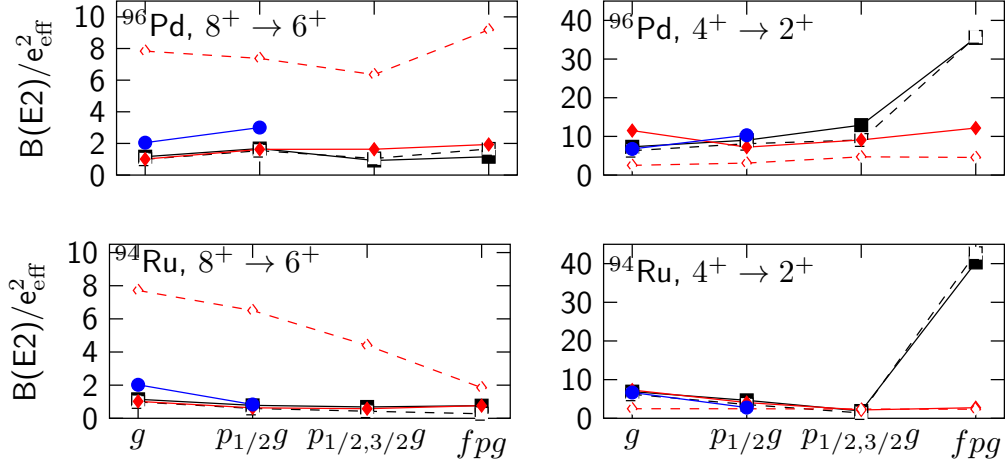 ⁹⁶Pd, 8⁺ → 6⁺
B(E2)/e²_eff
10
8
6
4
2
0
⁹⁶Pd, 4⁺ → 2⁺
40
30
20
10
0
⁹⁴Ru, 8⁺ → 6⁺
B(E2)/e²_eff
10
8
6
4
2
0
g p₁/₂g p₁/₂,₃/₂g fpg
⁹⁴Ru, 4⁺ → 2⁺
40
30
20
10
0
g p₁/₂g p₁/₂,₃/₂g fpg